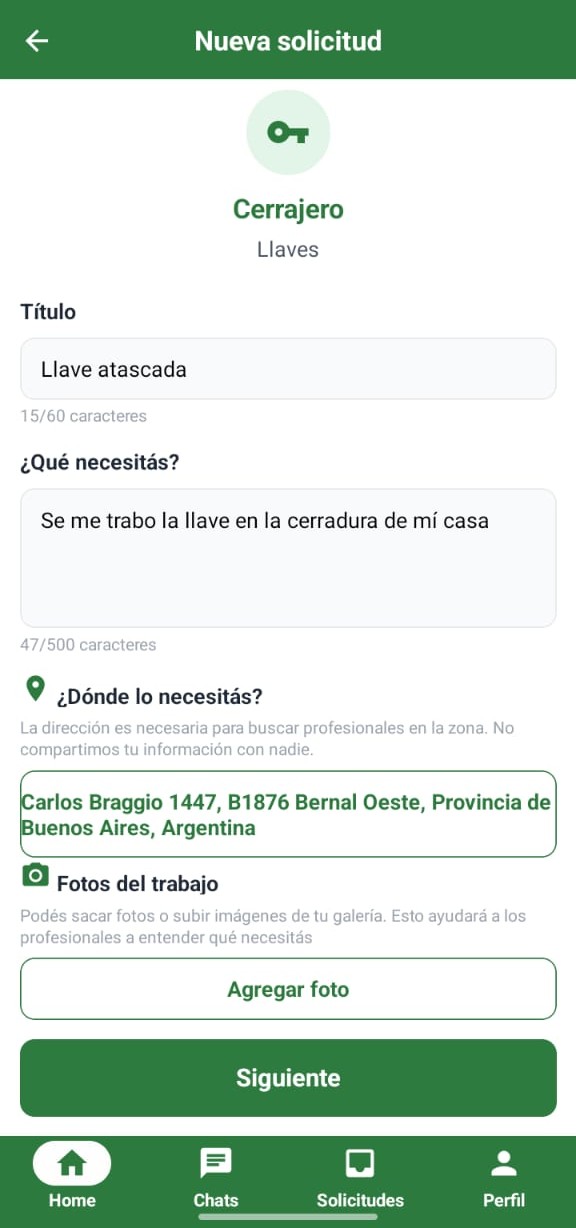 Nueva solicitud
Cerrajero
Llaves
Título
Llave atascada
15/60 caracteres
¿Qué necesitás?
Se me trabo la llave en la cerradura de mí casa
47/500 caracteres
¿Dónde lo necesitás?
La dirección es necesaria para buscar profesionales en la zona. No
compartimos tu información con nadie.
Carlos Braggio 1447, B1876 Bernal Oeste, Provincia de
Buenos Aires, Argentina
Fotos del trabajo
Podés sacar fotos o subir imágenes de tu galería. Esto ayudará a los
profesionales a entender qué necesitás
Agregar foto
Siguiente
Home Chats Solicitudes Perfil